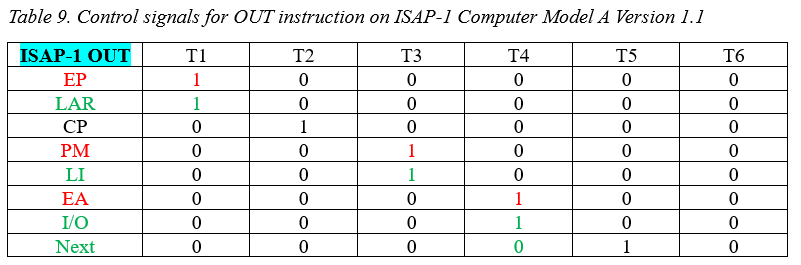 Table 9. Control signals for OUT instruction on ISAP-1 Computer Model A Version 1.1
ISAP-1 OUT T1 T2 T3 T4 T5 T6
EP 1 0 0 0 0 0
LAR 1 0 0 0 0 0
CP 0 1 0 0 0 0
PM 0 0 1 0 0 0
LI 0 0 1 0 0 0
EA 0 0 0 1 0 0
I/O 0 0 0 1 0 0
Next 0 0 0 0 1 0